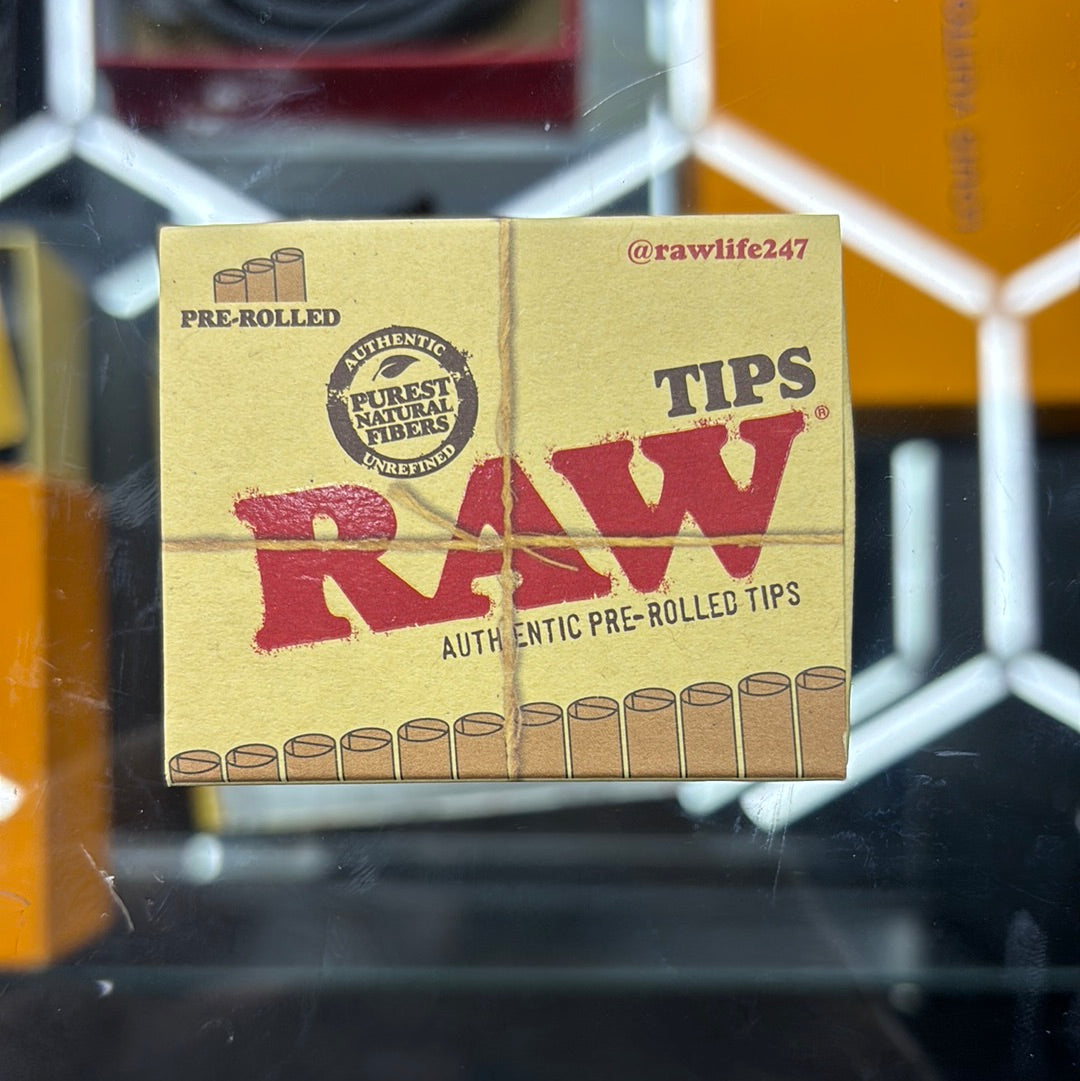 @rawlife247
PRE-ROLLED
AUTHENTIC
PUREST
NATURAL
FIBERS
UNREFINED
TIPS
RAW®
AUTHENTIC PRE-ROLLED TIPS